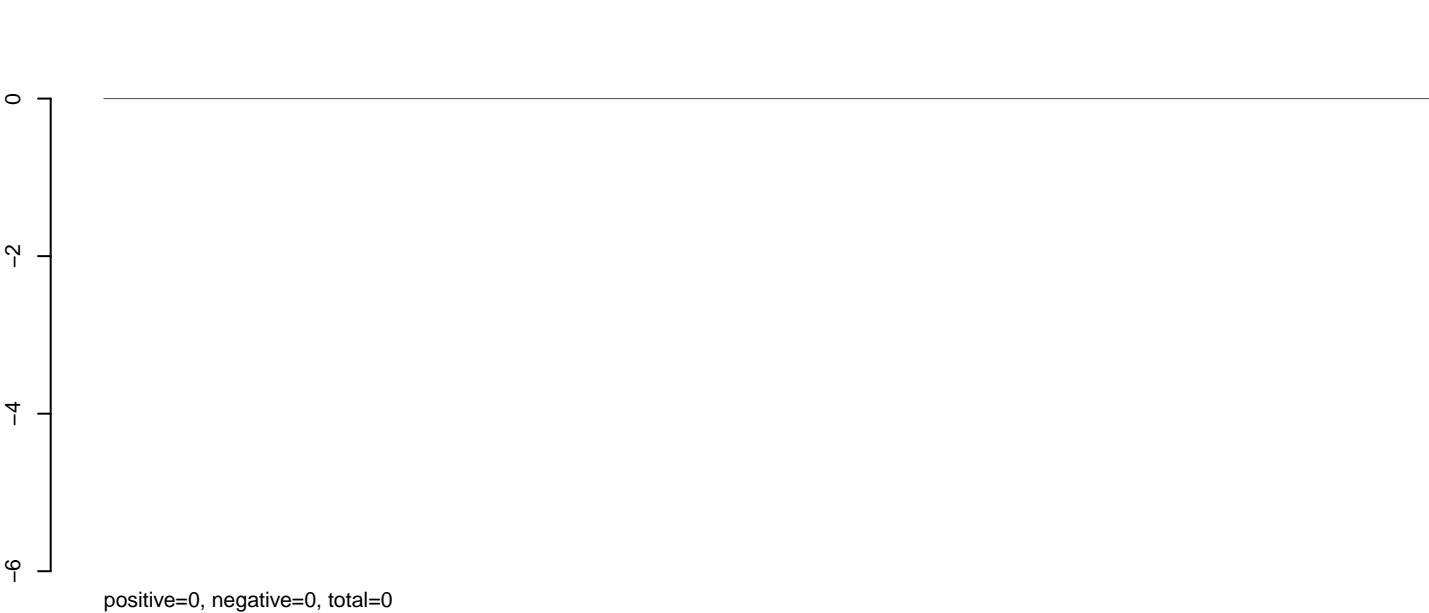 0
−2
−4
−6
positive=0, negative=0, total=0